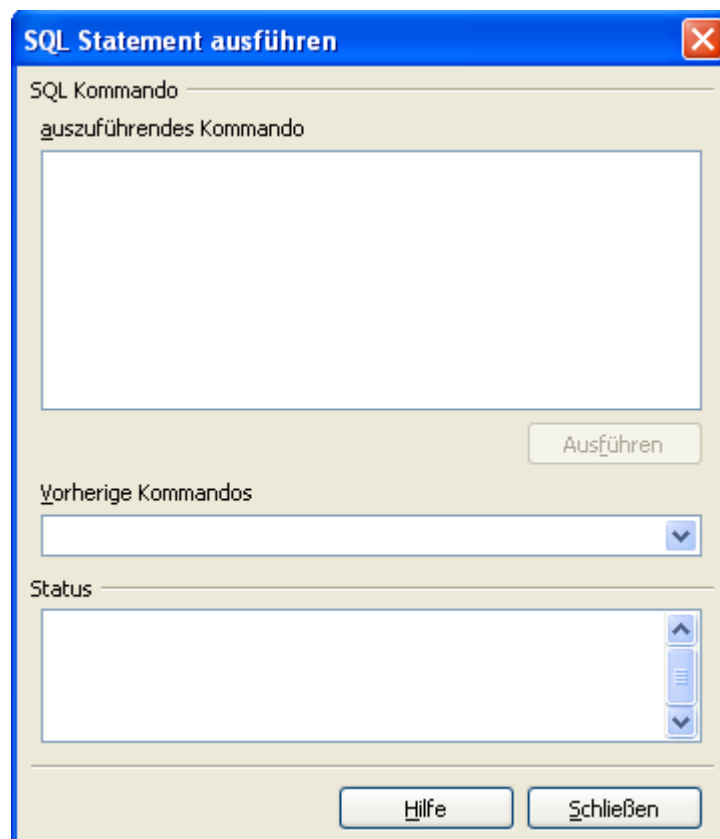 SQL Statement ausführen
SQL Kommando
auszuführendes Kommando
Ausführen
Vorherige Kommandos
Status
Hilfe
Schließen